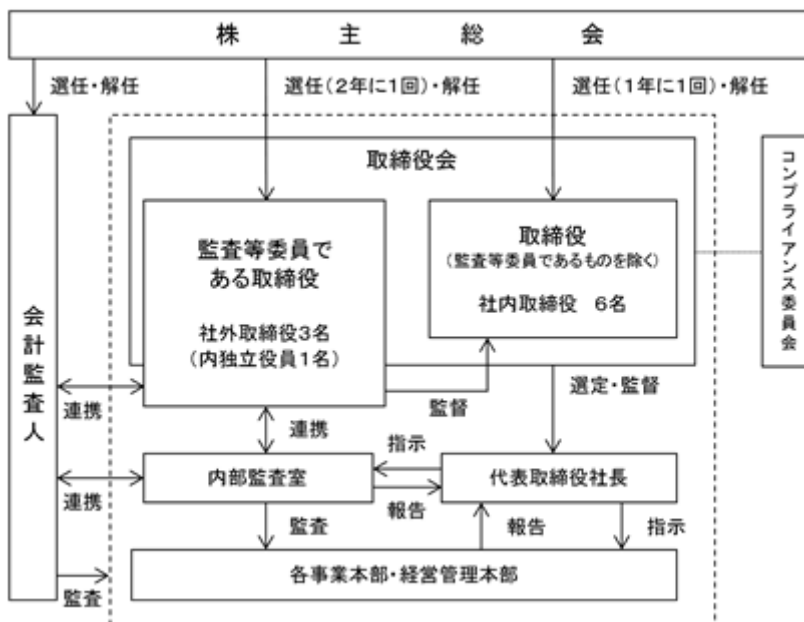 株主総会
選任・解任
選任(2年に1回)・解任
選任(1年に1回)・解任
取締役会
監査等委員で
ある取締役
社外取締役3名
(内独立役員1名)
取締役
(監査等委員であるものを除く)
社内取締役 6名
コンプライアンス委員会
会計監査人
連携
監督
選定・監督
連携
指示
内部監査室
代表取締役社長
連携
報告
監査
報告
指示
各事業本部・経営管理本部
監査